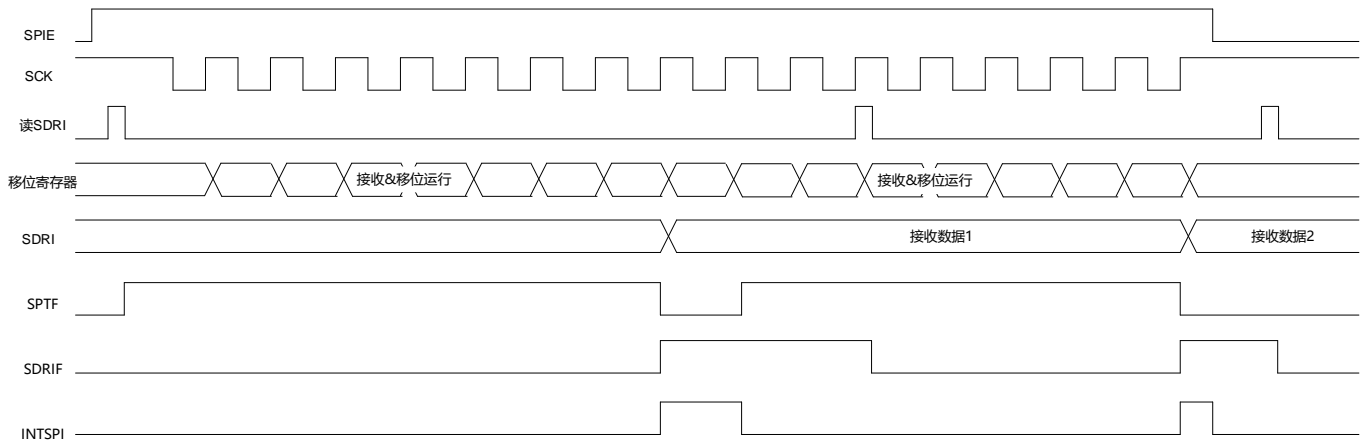 SPIE
SCK
读SDRI
移位寄存器 接收&移位运行 接收&移位运行
SDRI 接收数据1 接收数据2
SPTF
SDRIF
INTSPI